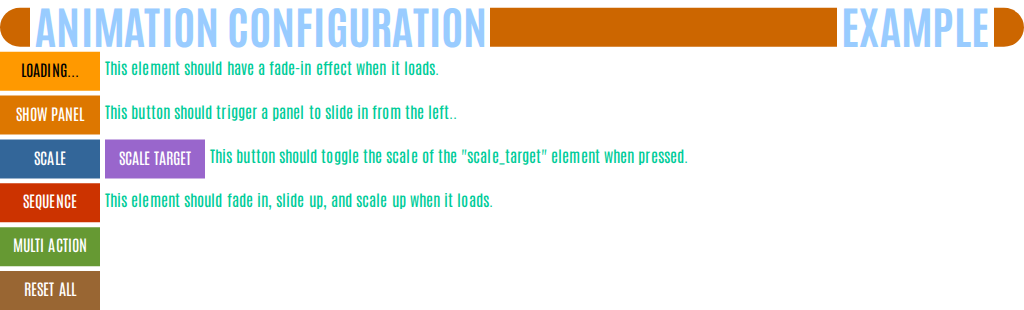 ANIMATION CONFIGURATION EXAMPLE
LOADING... This element should have a fade-in effect when it loads.
SHOW PANEL This button should trigger a panel to slide in from the left..
SCALE SCALE TARGET This button should toggle the scale of the "scale_target" element when pressed.
SEQUENCE This element should fade in, slide up, and scale up when it loads.
MULTI ACTION
RESET ALL